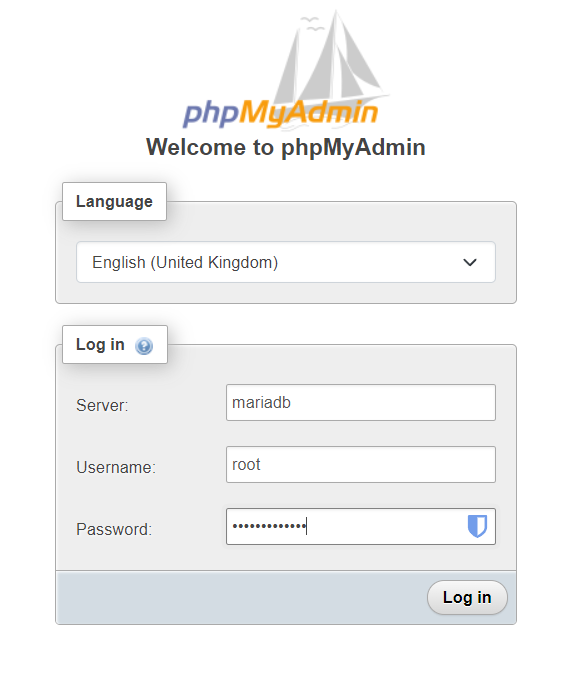 phpMyAdmin
Welcome to phpMyAdmin
Language
English (United Kingdom)
Log in
Server:
mariadb
Username:
root
Password:
•••••••••••••
Log in